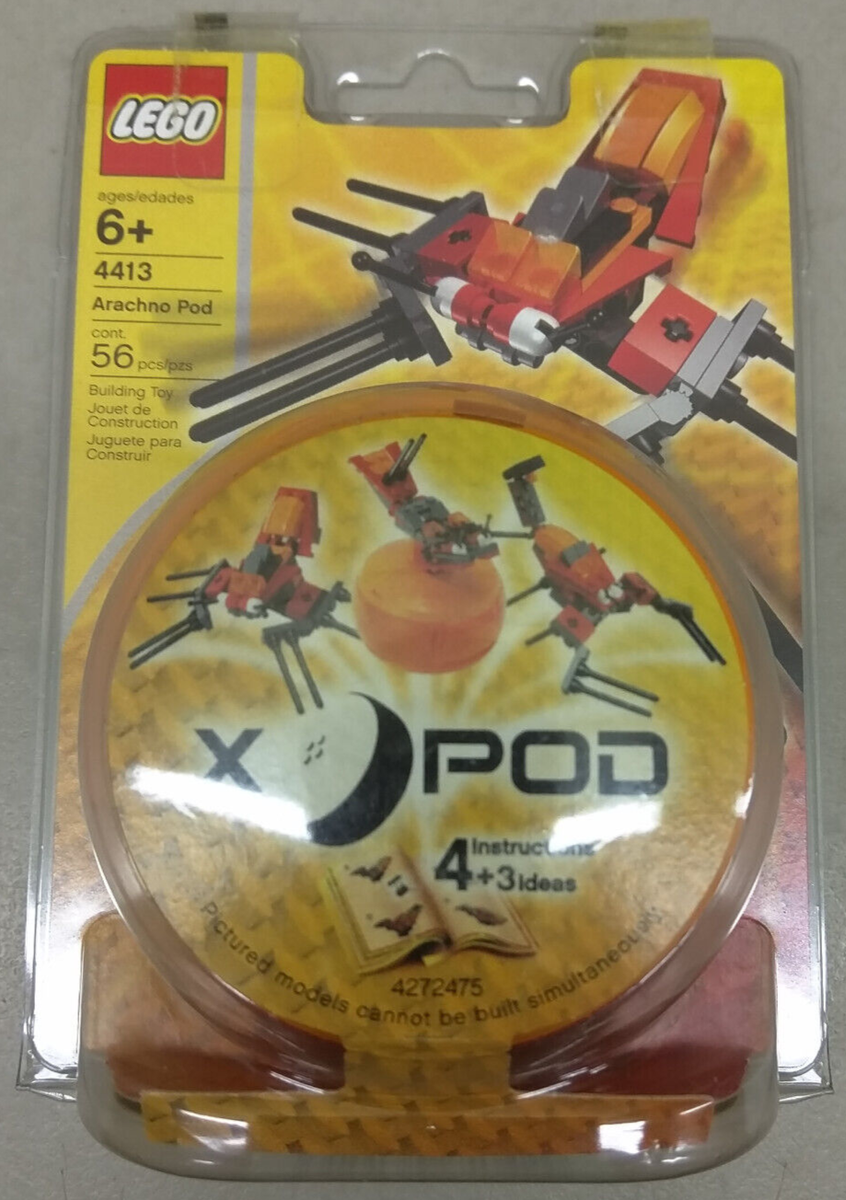 LEGO
ages/edades
6+
4413
Arachno Pod
cont.
56 pcs/pzs
Building Toy
Jouet de
Construction
Juguete para
Construir
X POD
4 Instructions
+3 ideas
4272475
Pictured models cannot be built simultaneously.